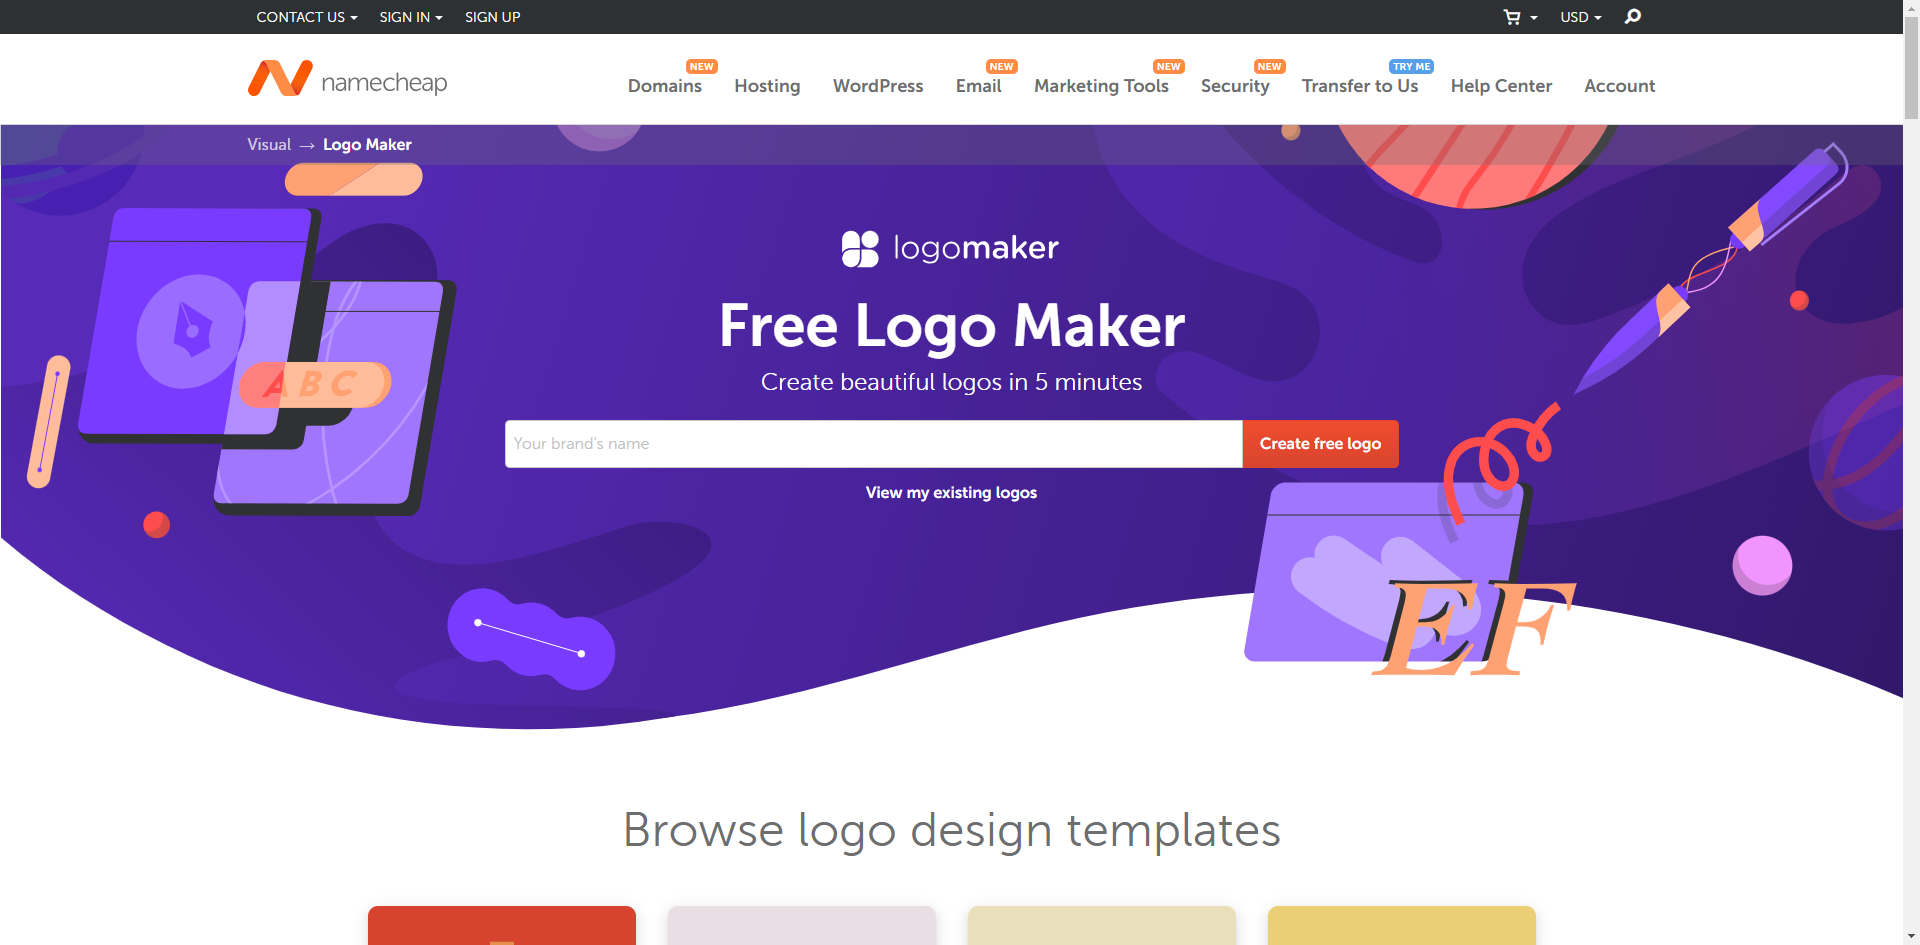 CONTACT US SIGN IN SIGN UP USD
namecheap
NEW NEW NEW NEW TRY ME
Domains Hosting WordPress Email Marketing Tools Security Transfer to Us Help Center Account
Visual → Logo Maker
logomaker
Free Logo Maker
Create beautiful logos in 5 minutes
ABC
Your brand's name Create free logo
View my existing logos
EF
Browse logo design templates